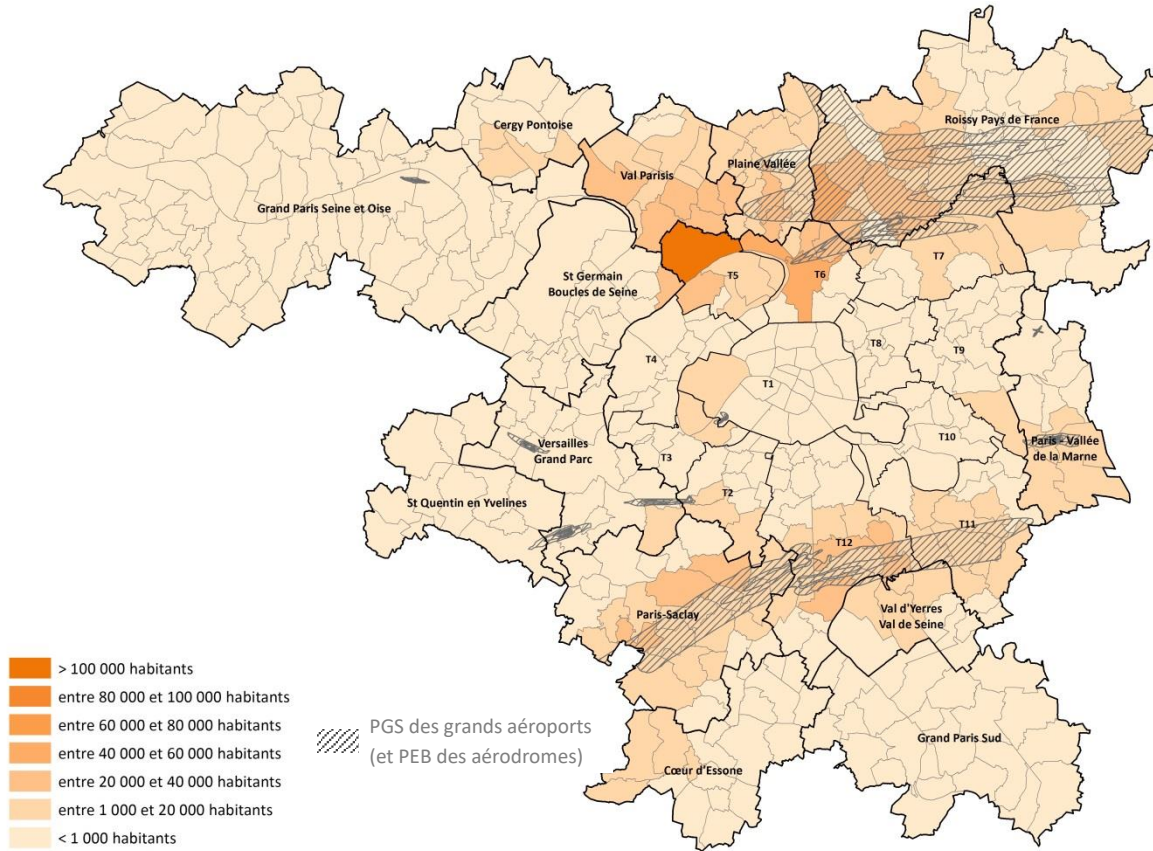 Cergy Pontoise
Roissy Pays de France
Plaine Vallée
Val Parisis
Grand Paris Seine et Oise
St Germain
Boucles de Seine
T5
T6
T7
T4
T8
T9
T1
Versailles
Grand Parc
T3
T10
Paris - Vallée
de la Marne
St Quentin en Yvelines
T2
T11
T12
Paris-Saclay
Val d'Yerres
Val de Seine
Grand Paris Sud
Cœur d'Essone
> 100 000 habitants
entre 80 000 et 100 000 habitants
entre 60 000 et 80 000 habitants
entre 40 000 et 60 000 habitants
entre 20 000 et 40 000 habitants
entre 1 000 et 20 000 habitants
< 1 000 habitants
PGS des grands aéroports
(et PEB des aérodromes)